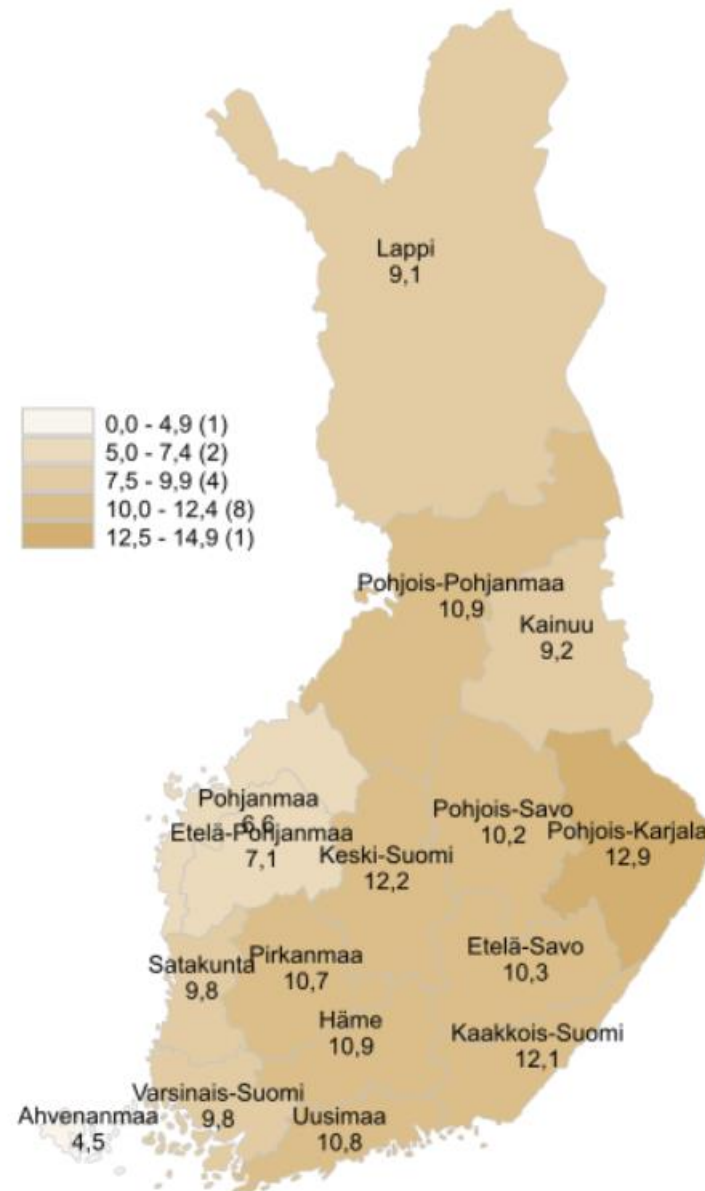 Lappi
9,1
0,0 - 4,9 (1)
5,0 - 7,4 (2)
7,5 - 9,9 (4)
10,0 - 12,4 (8)
12,5 - 14,9 (1)
Pohjois-Pohjanmaa
10,9
Kainuu
9,2
Pohjanmaa
6,6
Etelä-Pohjanmaa
7,1
Keski-Suomi
12,2
Pohjois-Savo
10,2
Pohjois-Karjala
12,9
Satakunta
9,8
Pirkanmaa
10,7
Etelä-Savo
10,3
Häme
10,9
Kaakkois-Suomi
12,1
Ahvenanmaa
4,5
Varsinais-Suomi
9,8
Uusimaa
10,8